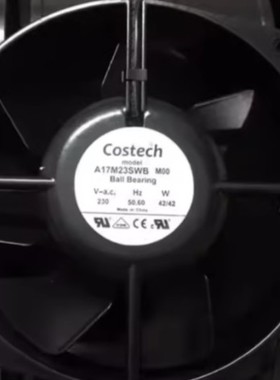 Costech
model
A17M23SWB M00
Ball Bearing
V~a.c. Hz W
230 50.60 42/42
Made in China